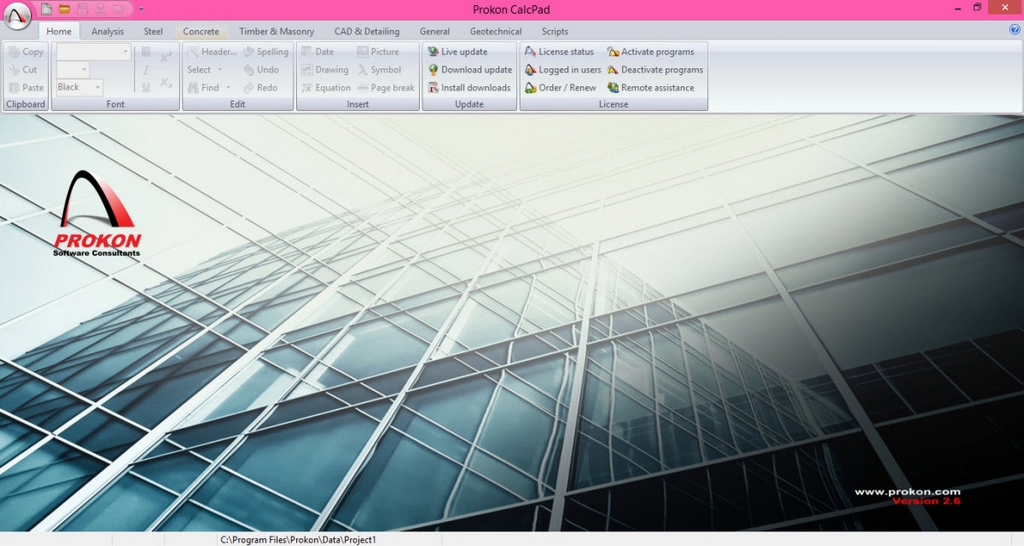 Prokon CalcPad
Home Analysis Steel Concrete Timber & Masonry CAD & Detailing General Geotechnical Scripts
Copy
Cut
Paste
Clipboard
Black
B
I
U
X²
X₂
Font
Header...
Select
Find
Spelling
Undo
Redo
Edit
Date
Drawing
Equation
Picture
Symbol
Page break
Insert
Live update
Download update
Install downloads
Update
License status
Logged in users
Order / Renew
Activate programs
Deactivate programs
Remote assistance
License
PROKON
Software Consultants
www.prokon.com
Version 2.6
C:\Program Files\Prokon\Data\Project1